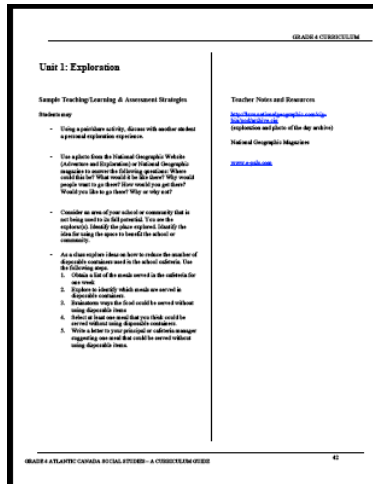 GRADE 4 CURRICULUM
Unit 1: Exploration
Sample Teaching/Learning & Assessment Strategies
Students may
- Using a pair/share activity, discuss with another student
a personal exploration experience.
- Use a photo from the National Geographic Website
(Adventure and Exploration) or National Geographic
magazine to answer the following questions: Where
could this be? What would it be like there? Why would
people want to go there? How would you get there?
Would you like to go there? Why or why not?
- Consider an area of your school or community that is
not being used to its full potential. You are the
explorer(s). Identify the place explored. Identify the
idea for using the space to benefit the school or
community.
- As a class explore ideas on how to reduce the number of
disposable containers used in the school cafeteria. Use
the following steps.
1. Obtain a list of the meals served in the cafeteria for
one week
2. Explore to identify which meals are served in
disposable containers.
3. Brainstorm ways the food could be served without
using disposable items
4. Select at least one meal that you think could be
served without using disposable containers.
5. Write a letter to your principal or cafeteria manager
suggesting one meal that could be served without
using disposable items.
Teacher Notes and Resources
(exploration and photo of the day archive)
National Geographic Magazines
GRADE 4 ATLANTIC CANADA SOCIAL STUDIES – A CURRICULUM GUIDE
42